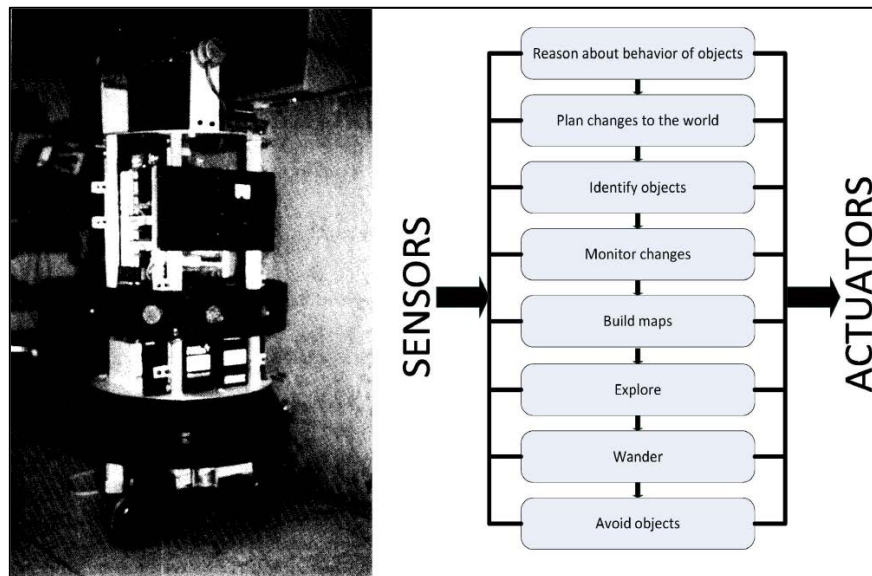 SENSORS
Reason about behavior of objects
Plan changes to the world
Identify objects
Monitor changes
Build maps
Explore
Wander
Avoid objects
ACTUATORS